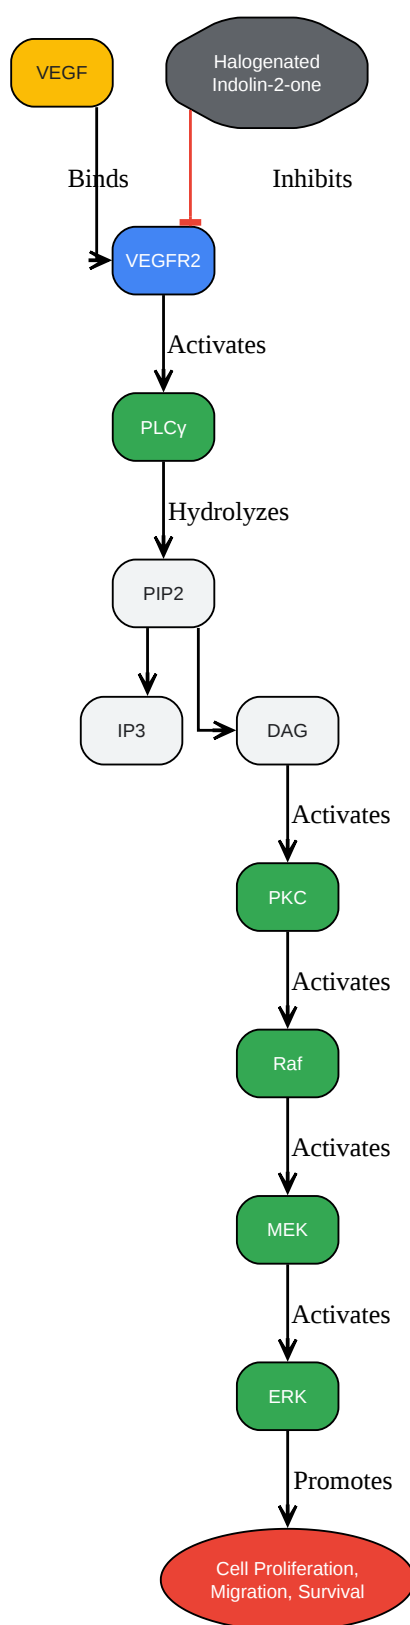 VEGF
Halogenated
Indolin-2-one
Binds
Inhibits
VEGFR2
Activates
PLCγ
Hydrolyzes
PIP2
IP3
DAG
Activates
PKC
Activates
Raf
Activates
MEK
Activates
ERK
Promotes
Cell Proliferation,
Migration, Survival